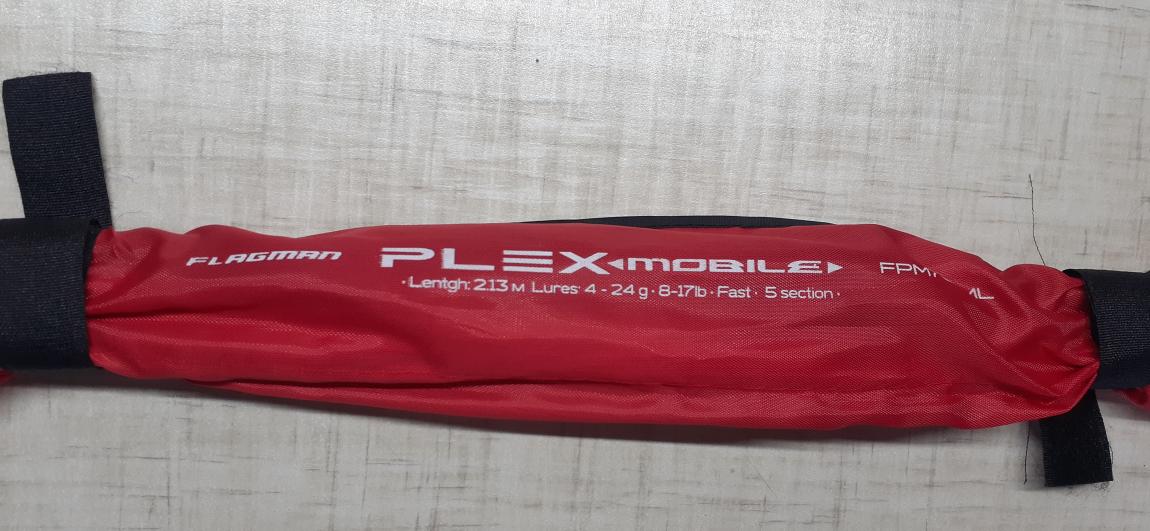 FLAGMAN PLEX MOBILE
·Lentgh: 2.13 м Lures: 4 - 24 g · 8-17lb · Fast · 5 section ·